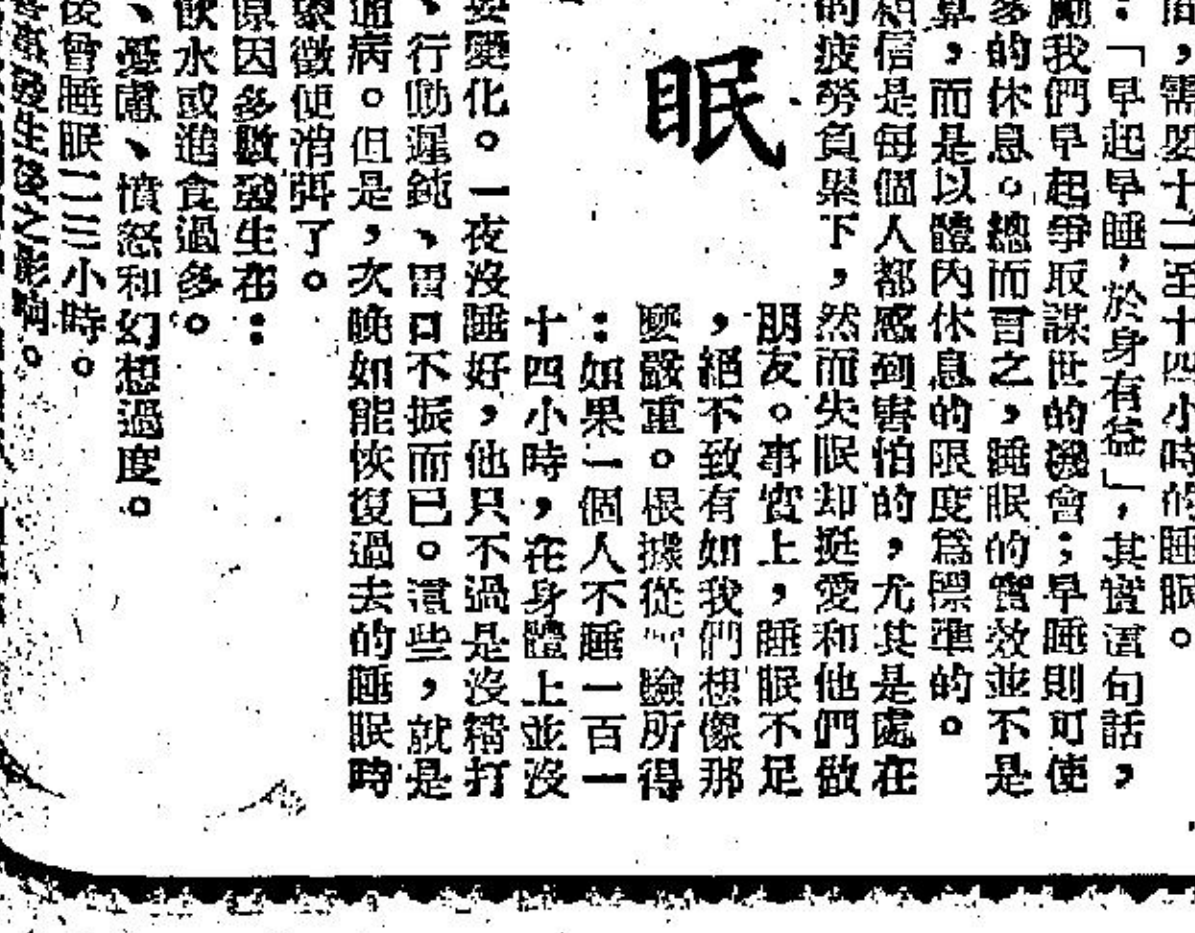 間，需要十二至十四小時的睡眠。
：「早起早睡，於身有益」，其實這句話，
勵我們早起爭取謀世的機會；早睡則可使
多的休息。總而言之，睡眠的實效並不是
算，而是以體內休息的限度爲標準的。
相信是每個人都感到害怕的，尤其是處在
的疲勞負累下，然而失眠却挺愛和他們做
朋友。事實上，睡眠不足
，絕不致有如我們想像那
麼嚴重。根據從 驗所得
：如果一個人不睡一百一
十四小時，在身體上並沒
眠
變化。一夜沒睡好，他只不過是沒精打
、行動遲鈍、胃口不振而已。這些，就是
通病。但是，次晚如能恢復過去的睡眠時
象徵便消弭了。
原因多數發生在：
飲水或進食過多。
、憂慮、憤怒和幻想過度。
後會睡眠二三小時。
事發生後之影响。